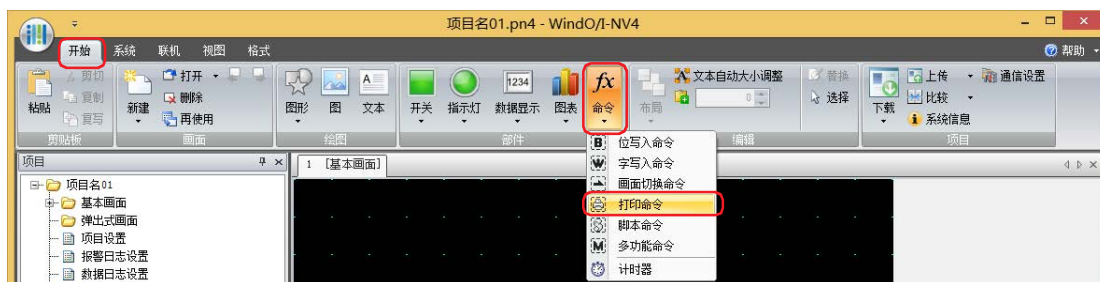 项目名01.pn4 - WindO/I-NV4
开始 系统 联机 视图 格式 帮助
粘贴 剪切 复制 复写 剪贴板
新建 打开 删除 再使用 画面
图形 图 文本 绘图
开关 指示灯 数据显示 1234 图表 fx 命令 部件
布局 文本自动大小调整 0 替换 选择 编辑
下载 上传 比较 系统信息 通信设置 项目
项目
1 [基本画面]
项目名01
基本画面
弹出式画面
项目设置
报警日志设置
数据日志设置
B 位写入命令
W 字写入命令
画面切换命令
打印命令
脚本命令
M 多功能命令
计时器